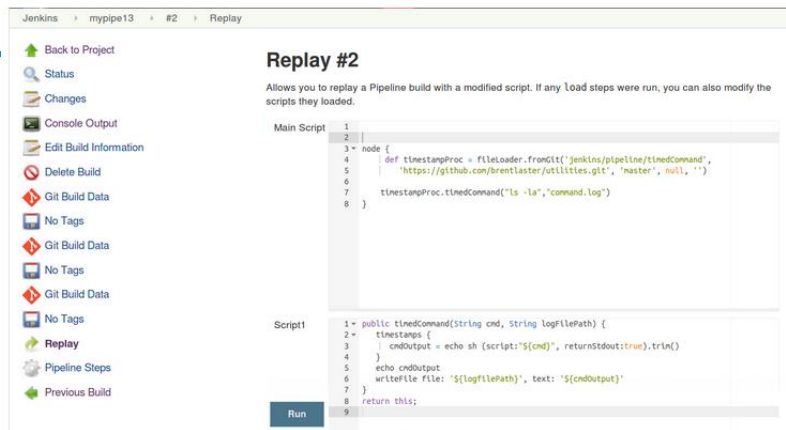 Jenkins mypipe13 #2 Replay
Back to Project
Status
Changes
Console Output
Edit Build Information
Delete Build
Git Build Data
No Tags
Git Build Data
No Tags
Git Build Data
No Tags
Replay
Pipeline Steps
Previous Build
Replay #2
Allows you to replay a Pipeline build with a modified script. If any load steps were run, you can also modify the
scripts they loaded.
Main Script
1
2
3 node {
4 def timestampProc = fileLoader.fromGit('jenkins/pipeline/timedCommand',
5 'https://github.com/brentlaster/utilities.git', 'master', null, '')
6
7 timestampProc.timedCommand("ls -la","command.log")
8 }
Script1
1 public timedCommand(String cmd, String logFilePath) {
2 timestamps {
3 cmdOutput = echo sh (script:"${cmd}", returnStdout:true).trim()
4 }
5 echo cmdOutput
6 writeFile file: '${logfilePath}', text: '${cmdOutput}'
7 }
8 return this;
9
Run